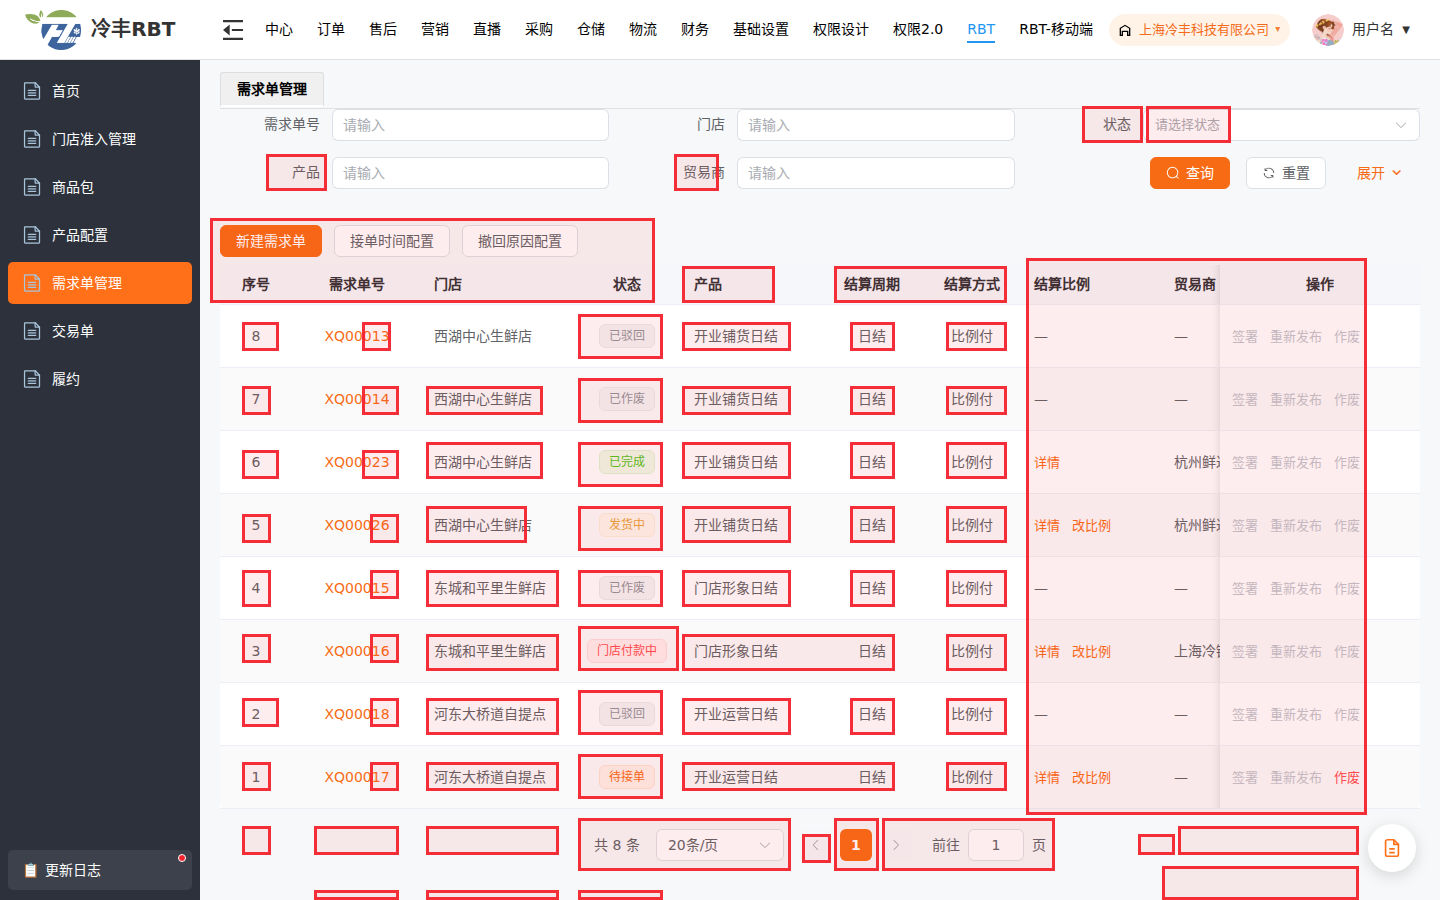 冷丰RBT
中心 订单 售后 营销 直播 采购 仓储 物流 财务 基础设置 权限设计 权限2.0 RBT RBT-移动端 上海冷丰科技有限公司 用户名
首页
门店准入管理
商品包
产品配置
需求单管理
交易单
履约
更新日志
需求单管理
需求单号 请输入 门店 请输入 状态 请选择状态
产品 请输入 贸易商 请输入 查询 重置 展开
新建需求单 接单时间配置 撤回原因配置
序号 需求单号 门店 状态 产品 结算周期 结算方式 结算比例 贸易商 操作
8 XQ00013 西湖中心生鲜店 已驳回 开业铺货日结 日结 比例付 — — 签署 重新发布 作废
7 XQ00014 西湖中心生鲜店 已作废 开业铺货日结 日结 比例付 — — 签署 重新发布 作废
6 XQ00023 西湖中心生鲜店 已完成 开业铺货日结 日结 比例付 详情 杭州鲜 签署 重新发布 作废
5 XQ00026 西湖中心生鲜店 发货中 开业铺货日结 日结 比例付 详情 改比例 杭州鲜 签署 重新发布 作废
4 XQ00015 东城和平里生鲜店 已作废 门店形象日结 日结 比例付 — — 签署 重新发布 作废
3 XQ00016 东城和平里生鲜店 门店付款中 门店形象日结 日结 比例付 详情 改比例 上海冷 签署 重新发布 作废
2 XQ00018 河东大桥道自提点 已驳回 开业运营日结 日结 比例付 — — 签署 重新发布 作废
1 XQ00017 河东大桥道自提点 待接单 开业运营日结 日结 比例付 详情 改比例 — 签署 重新发布 作废
共 8 条 20条/页 1 前往 1 页